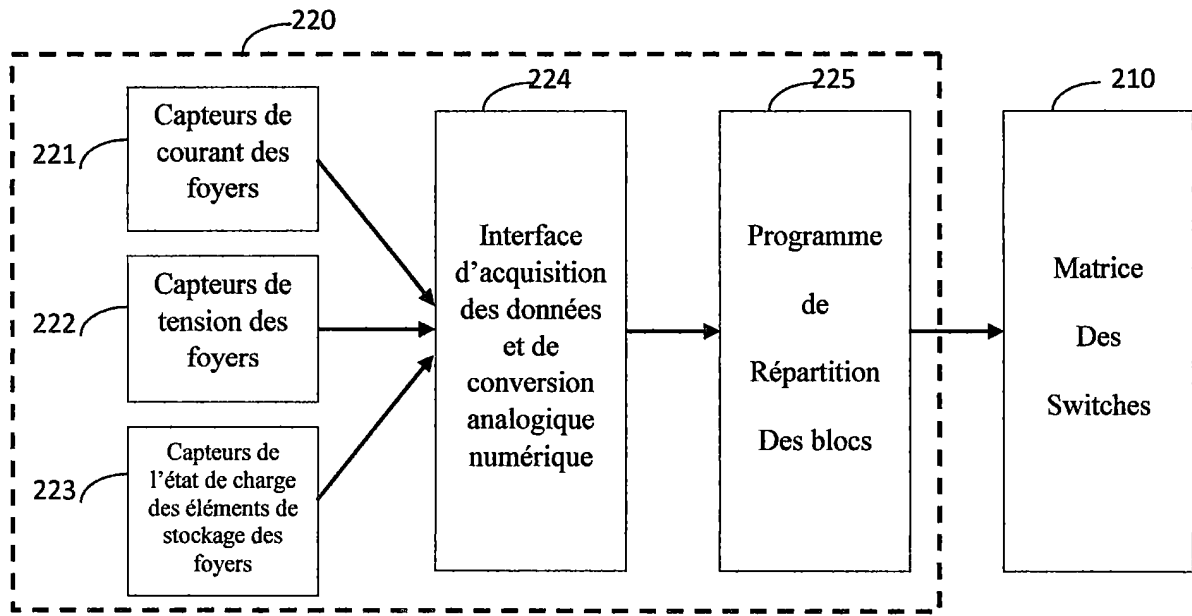 220
221
Capteurs de
courant des
foyers
222
Capteurs de
tension des
foyers
223
Capteurs de
l'état de charge
des éléments de
stockage des
foyers
224
Interface
d'acquisition
des données
et de
conversion
analogique
numérique
225
Programme
de
Répartition
Des blocs
210
Matrice
Des
Switches